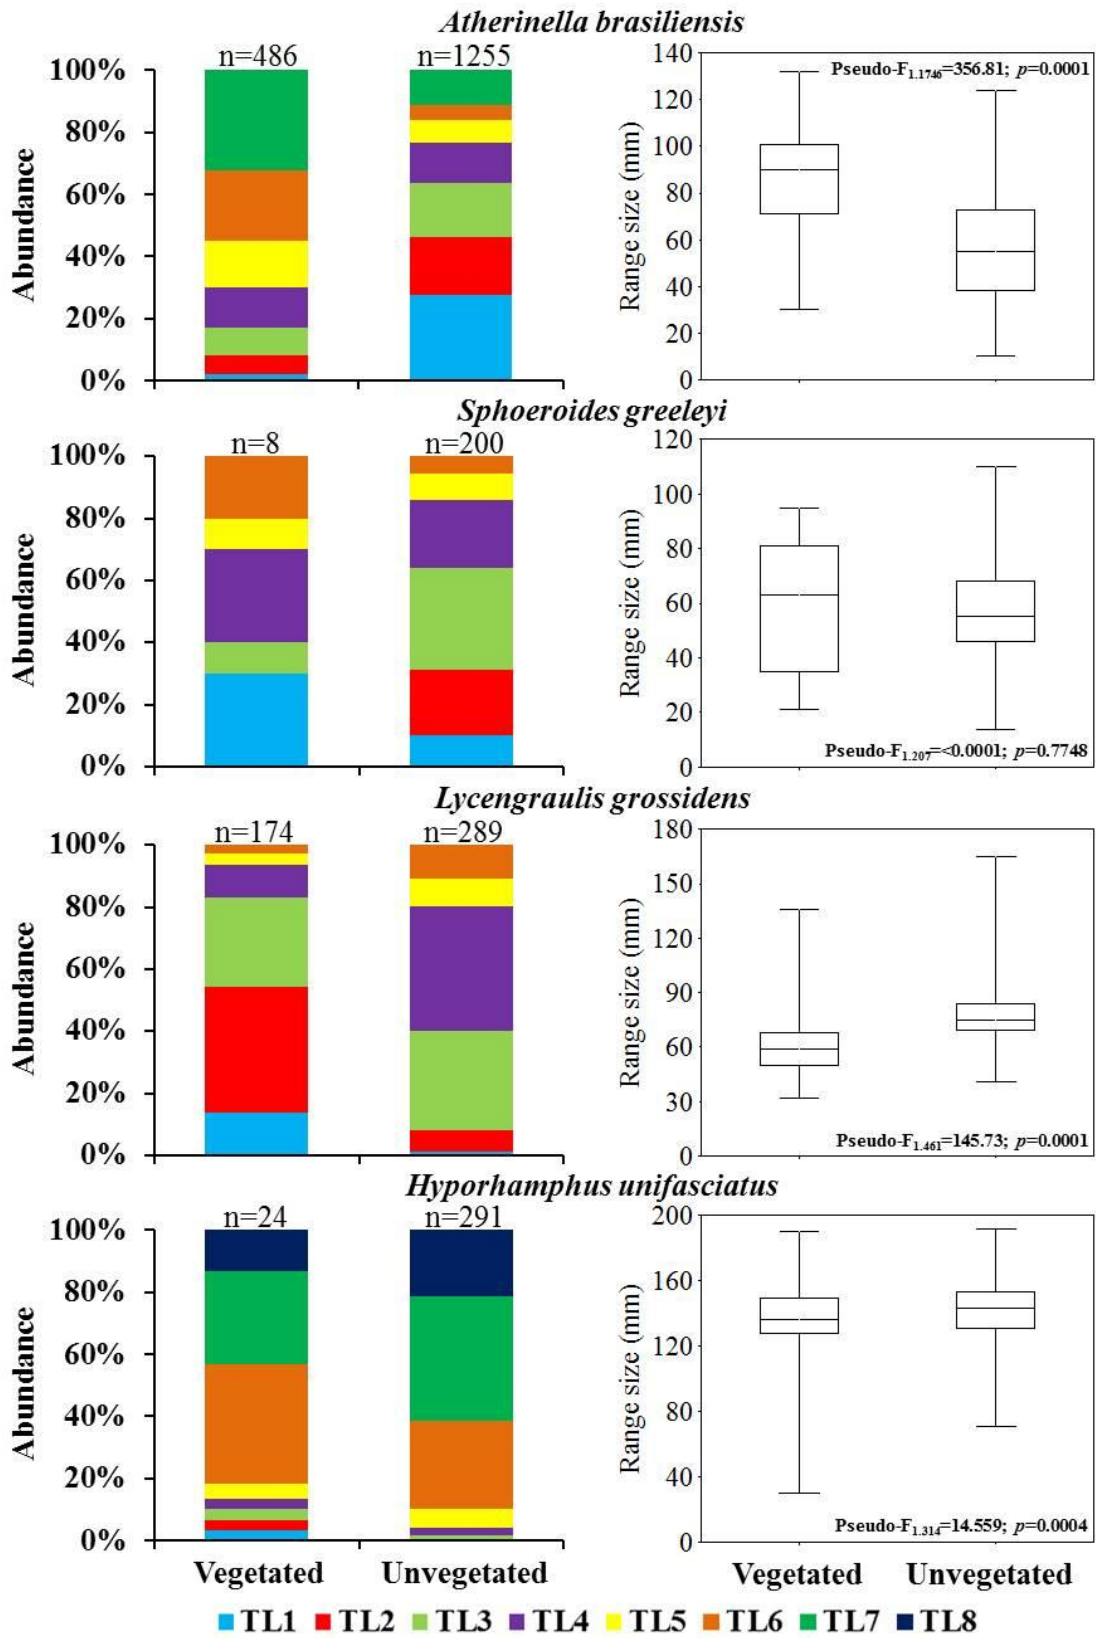 Atherinella brasiliensis
n=486 n=1255
Abundance
100%
80%
60%
40%
20%
0%
Range size (mm)
140
120
100
80
60
40
20
0
Pseudo-F1.1746=356.81; p=0.0001
Sphoeroides greeleyi
n=8 n=200
Abundance
100%
80%
60%
40%
20%
0%
Range size (mm)
120
100
80
60
40
20
0
Pseudo-F1.207=<0.0001; p=0.7748
Lycengraulis grossidens
n=174 n=289
Abundance
100%
80%
60%
40%
20%
0%
Range size (mm)
180
150
120
90
60
30
0
Pseudo-F1.461=145.73; p=0.0001
Hyporhamphus unifasciatus
n=24 n=291
Abundance
100%
80%
60%
40%
20%
0%
Range size (mm)
200
160
120
80
40
0
Pseudo-F1.314=14.559; p=0.0004
Vegetated Unvegetated
Vegetated Unvegetated
TL1 TL2 TL3 TL4 TL5 TL6 TL7 TL8